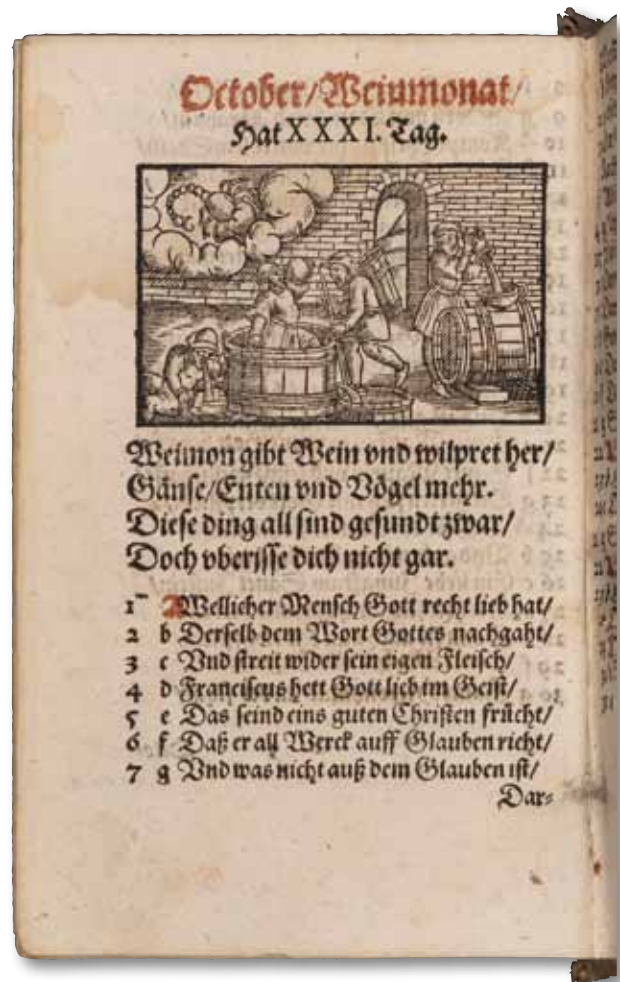 October/Weinmonat/
Hat XXXI. Tag.
Weimon gibt Wein vnd wilpret her/
Gänse/Enten vnd Vögel mehr.
Diese ding all sind gesundt zwar/
Doch vberisse dich nicht gar.
1 A Wellicher Mensch Gott recht lieb hat/
2 b Derselb dem Wort Gottes nachgaht/
3 c Vnd streit wider sein eigen Fleisch/
4 d Franciscus hett Gott lieb im Geist/
5 e Das seind eins guten Christen frücht/
6 f Daß er all Werck auff Glauben richt/
7 g Vnd was nicht auß dem Glauben ist/
Dar-